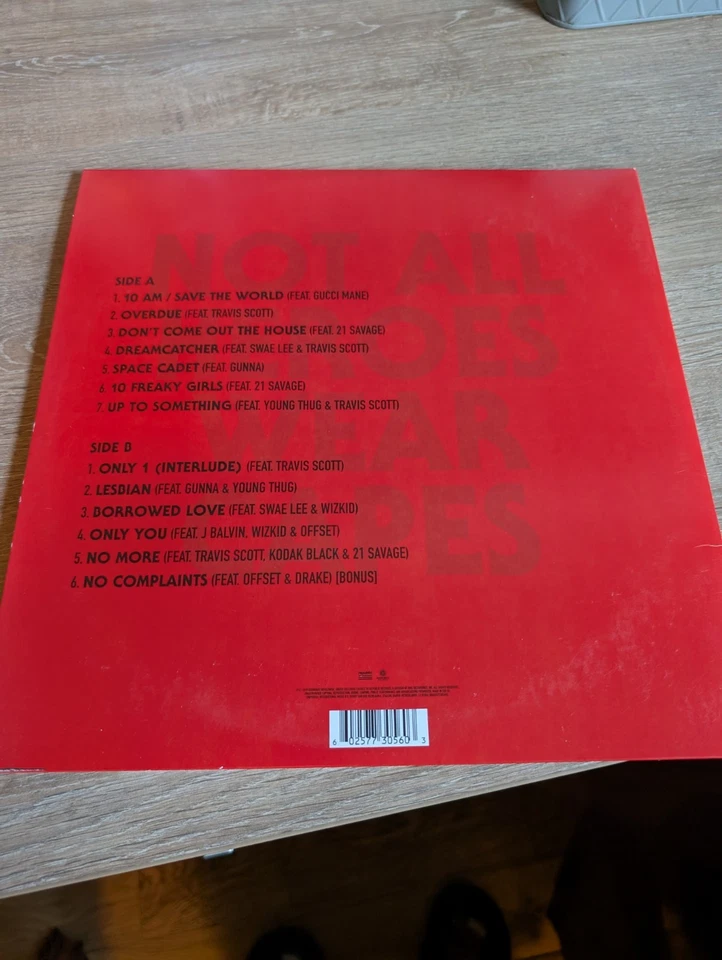 NOT ALL
HEROES
WEAR
CAPES
SIDE A
1. 10 AM / SAVE THE WORLD (FEAT. GUCCI MANE)
2. OVERDUE (FEAT. TRAVIS SCOTT)
3. DON'T COME OUT THE HOUSE (FEAT. 21 SAVAGE)
4. DREAMCATCHER (FEAT. SWAE LEE & TRAVIS SCOTT)
5. SPACE CADET (FEAT. GUNNA)
6. 10 FREAKY GIRLS (FEAT. 21 SAVAGE)
7. UP TO SOMETHING (FEAT. YOUNG THUG & TRAVIS SCOTT)
SIDE B
1. ONLY 1 (INTERLUDE) (FEAT. TRAVIS SCOTT)
2. LESBIAN (FEAT. GUNNA & YOUNG THUG)
3. BORROWED LOVE (FEAT. SWAE LEE & WIZKID)
4. ONLY YOU (FEAT. J BALVIN, WIZKID & OFFSET)
5. NO MORE (FEAT. TRAVIS SCOTT, KODAK BLACK & 21 SAVAGE)
6. NO COMPLAINTS (FEAT. OFFSET & DRAKE) [BONUS]
6 02577 30560 3